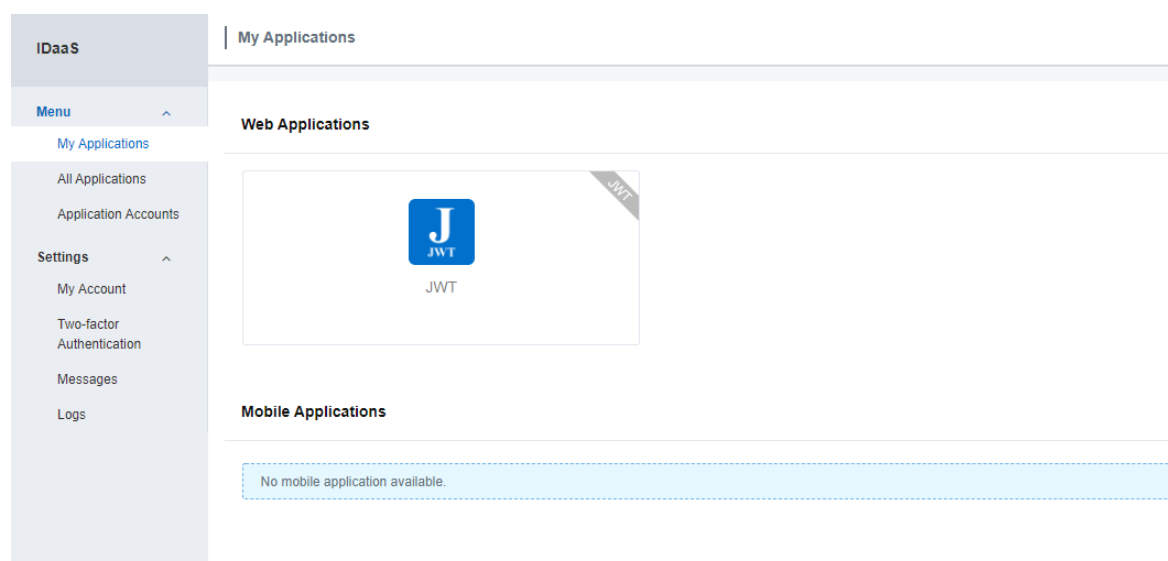 IDaaS
My Applications
Menu
My Applications
All Applications
Application Accounts
Settings
My Account
Two-factor
Authentication
Messages
Logs
Web Applications
JWT
J
JWT
JWT
Mobile Applications
No mobile application available.